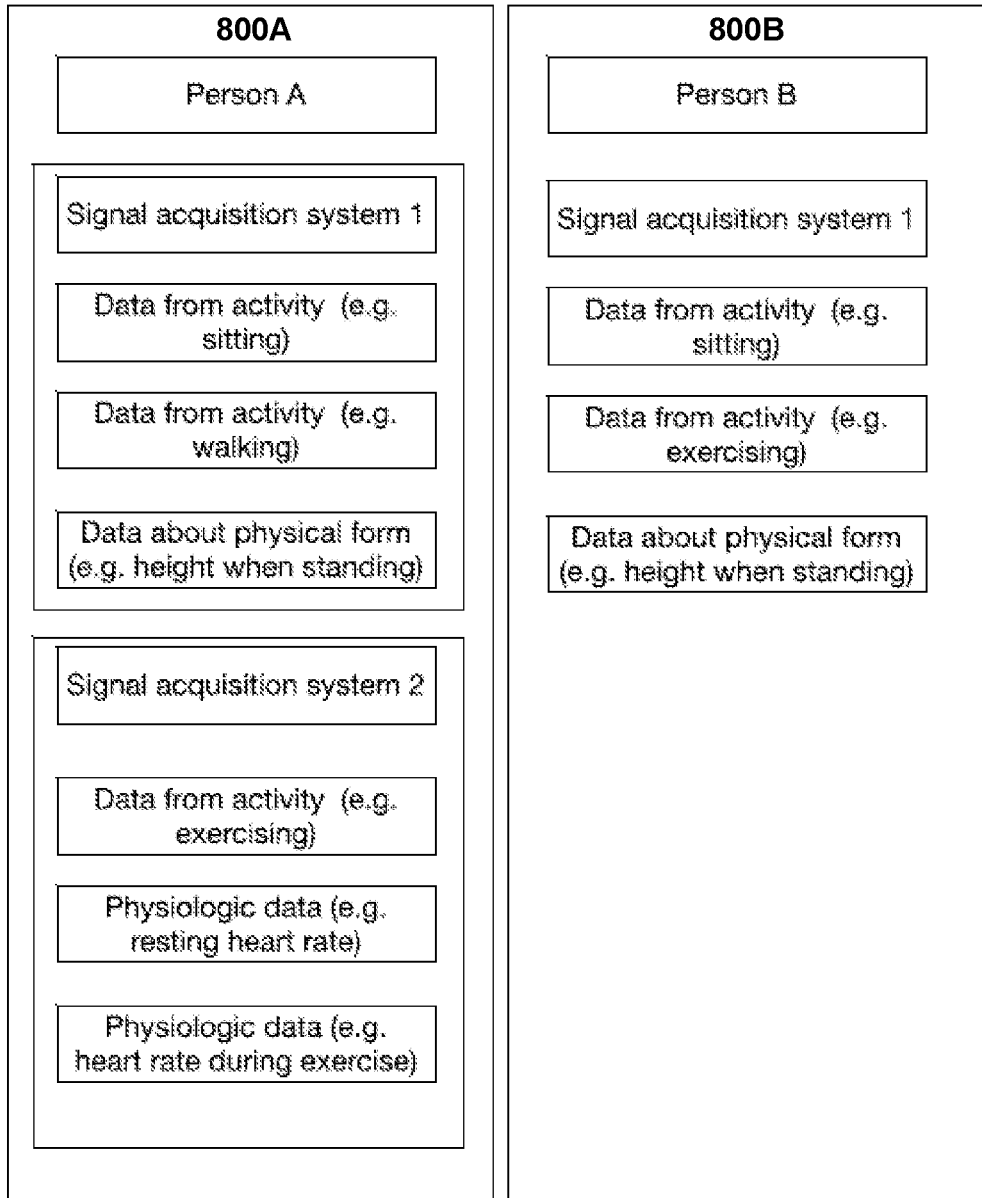 800A
Person A
Signal acquisition system 1
Data from activity (e.g.
sitting)
Data from activity (e.g.
walking)
Data about physical form
(e.g. height when standing)
Signal acquisition system 2
Data from activity (e.g.
exercising)
Physiologic data (e.g.
resting heart rate)
Physiologic data (e.g.
heart rate during exercise)
800B
Person B
Signal acquisition system 1
Data from activity (e.g.
sitting)
Data from activity (e.g.
exercising)
Data about physical form
(e.g. height when standing)